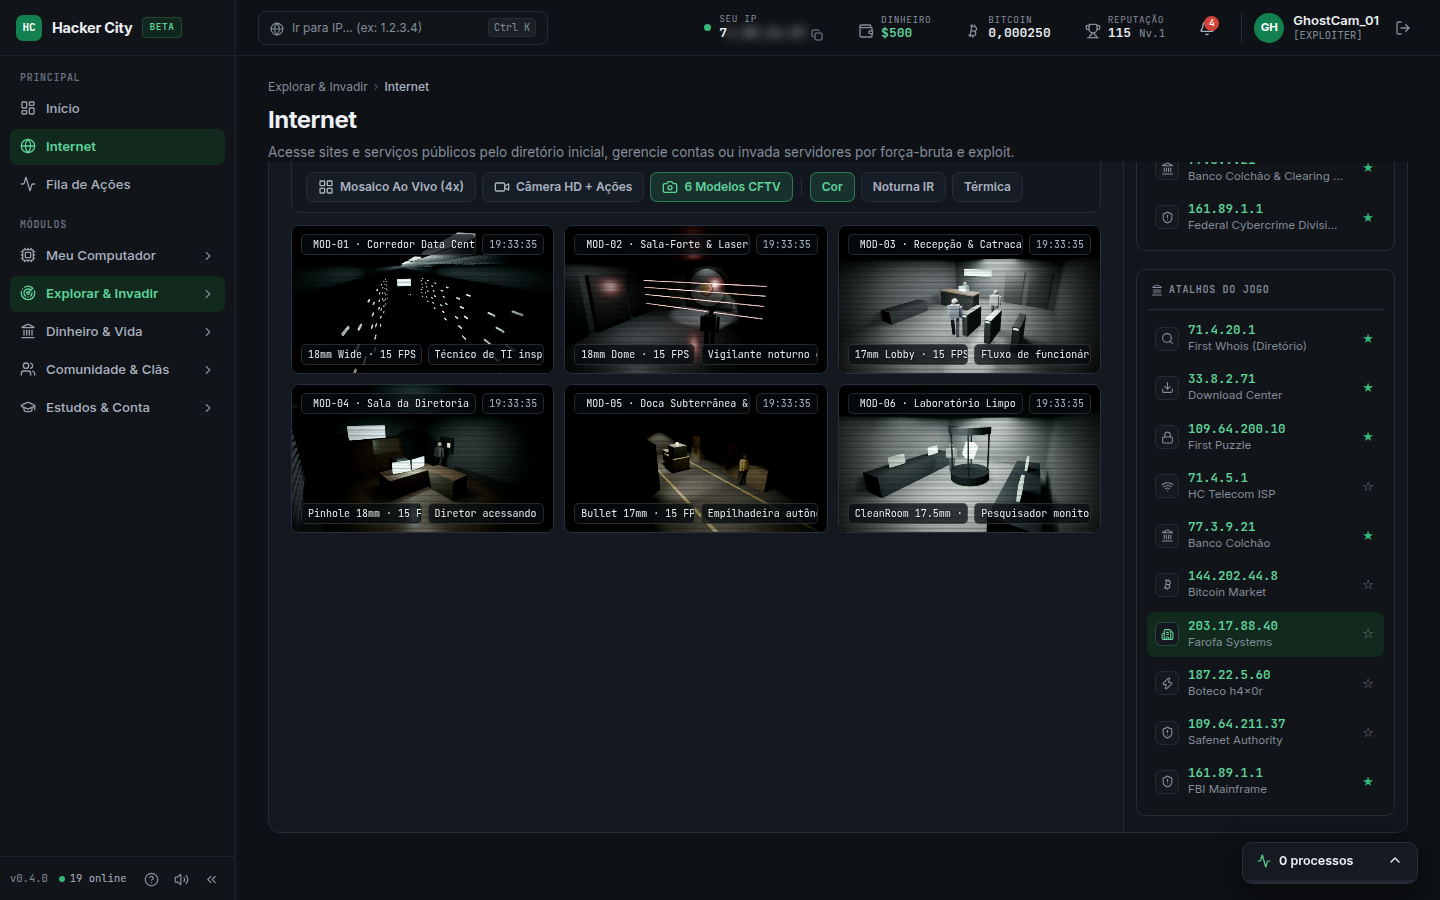 HC Hacker City BETA
Ir para IP... (ex: 1.2.3.4) Ctrl K
SEU IP
7
DINHEIRO
$500
BITCOIN
0,000250
REPUTAÇÃO
115 Nv.1
4
GH GhostCam_01
[EXPLOITER]
PRINCIPAL
Início
Internet
Fila de Ações
MÓDULOS
Meu Computador
Explorar & Invadir
Dinheiro & Vida
Comunidade & Clãs
Estudos & Conta
v0.4.0 19 online
Explorar & Invadir › Internet
Internet
Acesse sites e serviços públicos pelo diretório inicial, gerencie contas ou invada servidores por força-bruta e exploit.
Mosaico Ao Vivo (4x) Câmera HD + Ações 6 Modelos CFTV Cor Noturna IR Térmica
MOD-01 · Corredor Data Cent 19:33:35
18mm Wide · 15 FPS Técnico de TI insp
MOD-02 · Sala-Forte & Laser 19:33:35
18mm Dome · 15 FPS Vigilante noturno
MOD-03 · Recepção & Catraca 19:33:35
17mm Lobby · 15 FPS Fluxo de funcionár
MOD-04 · Sala da Diretoria 19:33:35
Pinhole 18mm · 15 F Diretor acessando
MOD-05 · Doca Subterrânea & 19:33:35
Bullet 17mm · 15 FP Empilhadeira autôn
MOD-06 · Laboratório Limpo 19:33:35
CleanRoom 17.5mm · Pesquisador monito
77.3.9.21
Banco Colchão & Clearing ...
161.89.1.1
Federal Cybercrime Divisi...
ATALHOS DO JOGO
71.4.20.1
First Whois (Diretório)
33.8.2.71
Download Center
109.64.200.10
First Puzzle
71.4.5.1
HC Telecom ISP
77.3.9.21
Banco Colchão
144.202.44.8
Bitcoin Market
203.17.88.40
Farofa Systems
187.22.5.60
Boteco h4×0r
109.64.211.37
Safenet Authority
161.89.1.1
FBI Mainframe
0 processos